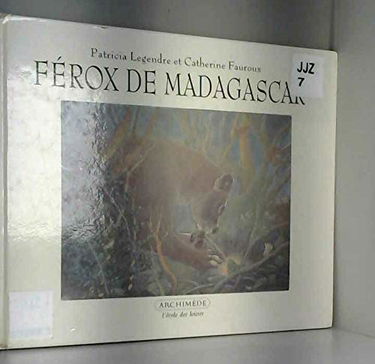 Patricia Legendre et Catherine Fauroux
FÉROX DE MADAGASCAR
JJZ
7
ARCHIMÈDE
l'école des loisirs